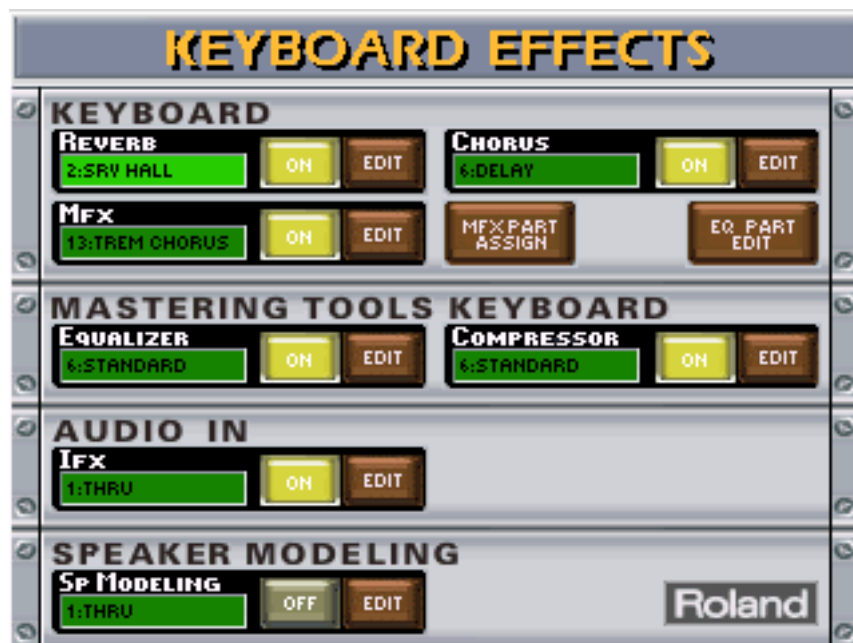 KEYBOARD EFFECTS
KEYBOARD
REVERB
2:SRV HALL
ON
EDIT
CHORUS
6:DELAY
ON
EDIT
MFX
13:TREM CHORUS
ON
EDIT
MFX PART
ASSIGN
EQ PART
EDIT
MASTERING TOOLS KEYBOARD
EQUALIZER
6:STANDARD
ON
EDIT
COMPRESSOR
6:STANDARD
ON
EDIT
AUDIO IN
IFX
1:THRU
ON
EDIT
SPEAKER MODELING
SP MODELING
1:THRU
OFF
EDIT
Roland